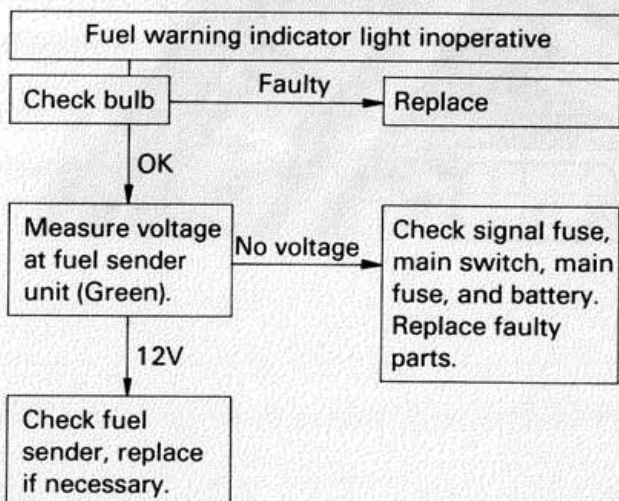 Fuel warning indicator light inoperative
Check bulb
Faulty
Replace
OK
Measure voltage
at fuel sender
unit (Green).
No voltage
Check signal fuse,
main switch, main
fuse, and battery.
Replace faulty
parts.
12V
Check fuel
sender, replace
if necessary.